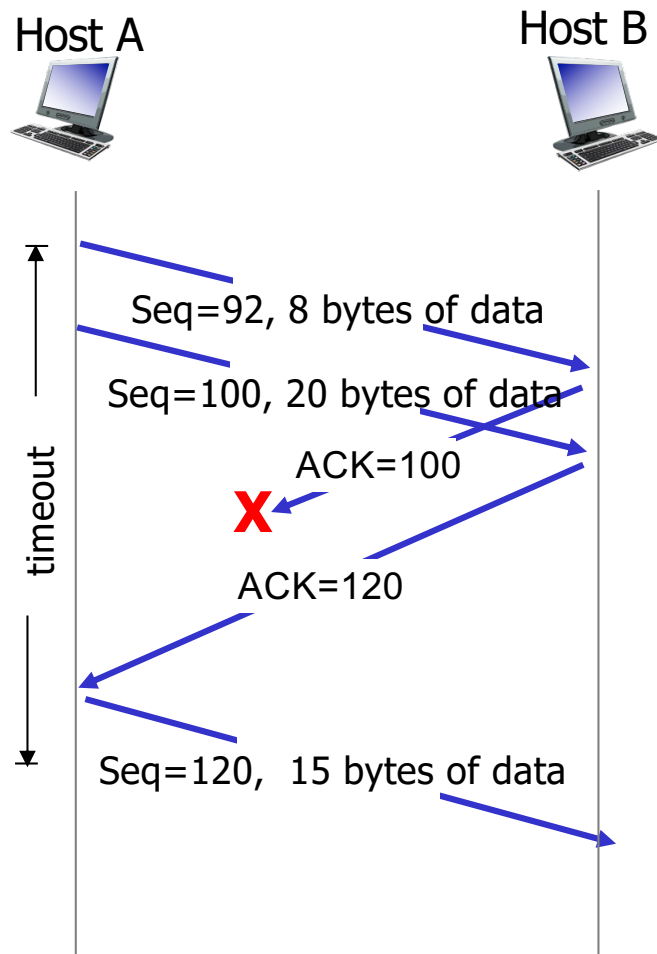 Host A
Host B
Seq=92, 8 bytes of data
Seq=100, 20 bytes of data
ACK=100
X
timeout
ACK=120
Seq=120, 15 bytes of data